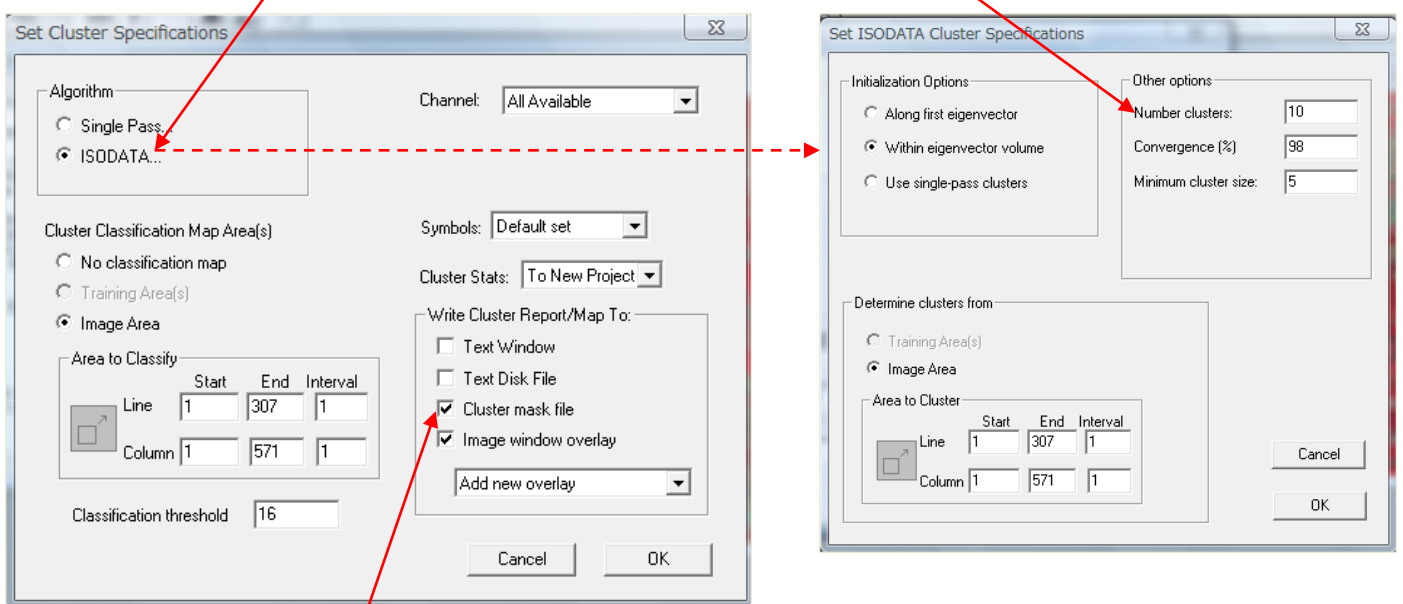 Set Cluster Specifications
Algorithm
Single Pass...
ISODATA...
Channel: All Available
Cluster Classification Map Area(s)
No classification map
Training Area(s)
Image Area
Area to Classify
Start End Interval
Line 1 307 1
Column 1 571 1
Classification threshold 16
Symbols: Default set
Cluster Stats: To New Project
Write Cluster Report/Map To:
Text Window
Text Disk File
Cluster mask file
Image window overlay
Add new overlay
Cancel OK
Set ISODATA Cluster Specifications
Initialization Options
Along first eigenvector
Within eigenvector volume
Use single-pass clusters
Other options
Number clusters: 10
Convergence (%) 98
Minimum cluster size: 5
Determine clusters from
Training Area(s)
Image Area
Area to Cluster
Start End Interval
Line 1 307 1
Column 1 571 1
Cancel
OK